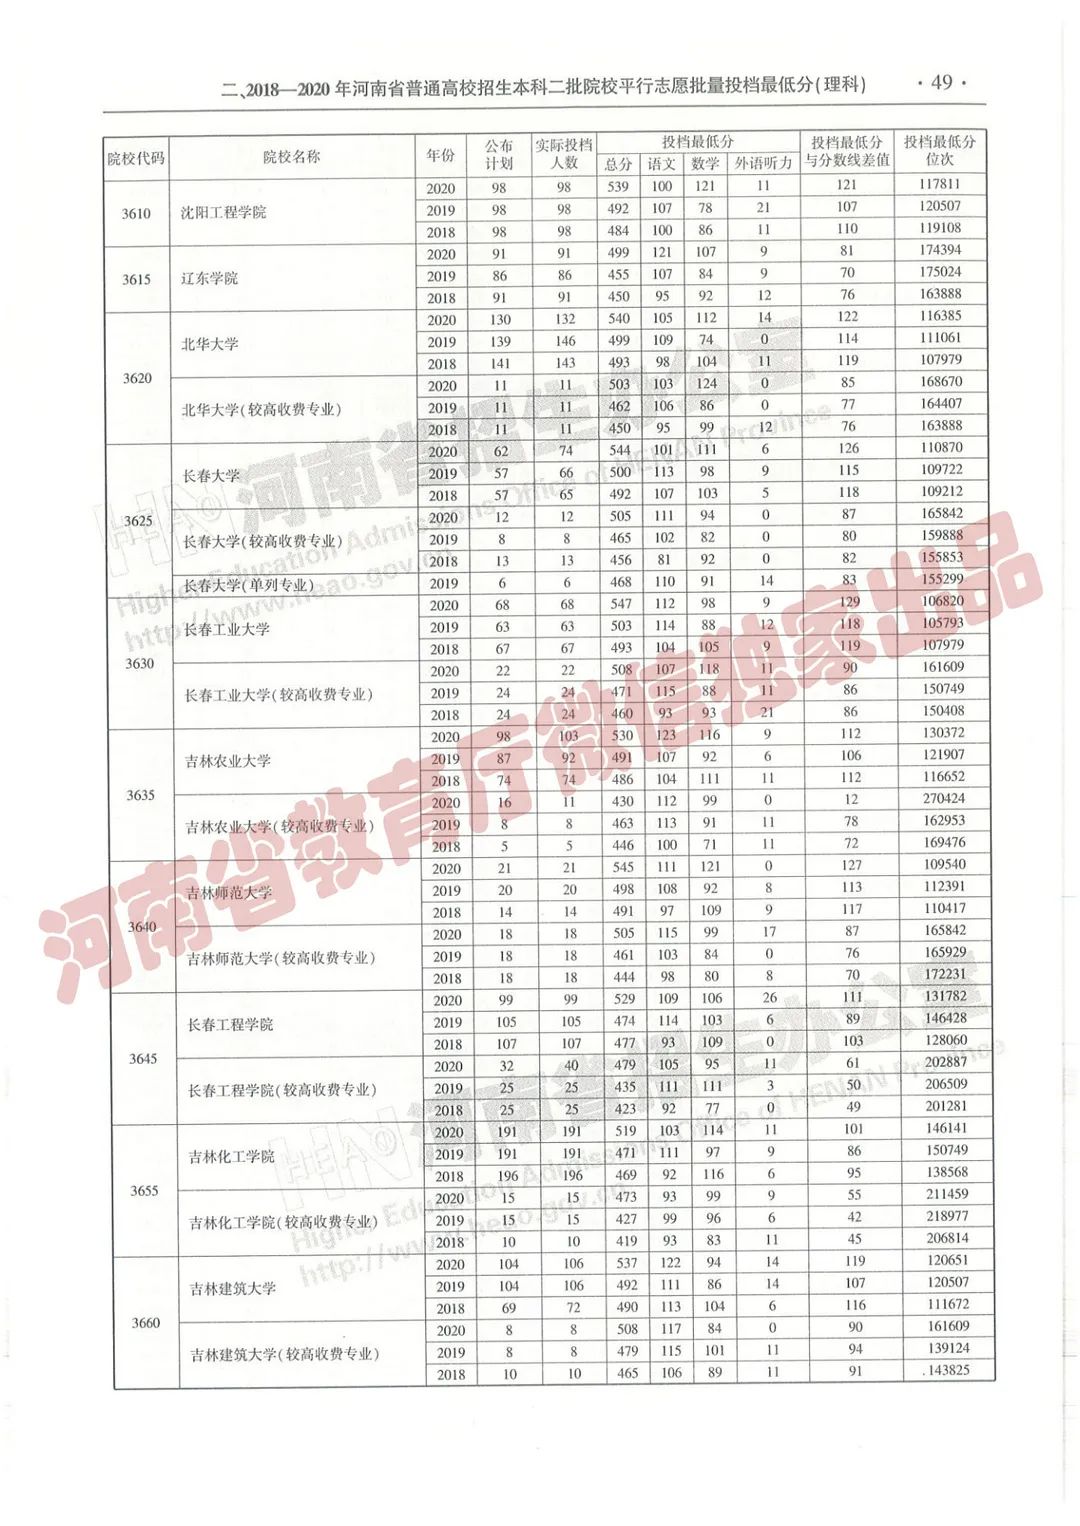 二、2018—2020年河南省普通高校招生本科二批院校平行志愿批量投档最低分(理科) ·49·
院校代码 院校名称 年份 公布计划 实际投档人数 投档最低分 投档最低分与分数线差值 投档最低分位次
总分 语文 数学 外语听力
3610 沈阳工程学院 2020 98 98 539 100 121 11 121 117811
2019 98 98 492 107 78 21 107 120507
2018 98 98 484 100 86 11 110 119108
3615 辽东学院 2020 91 91 499 121 107 9 81 174394
2019 86 86 455 107 84 9 70 175024
2018 91 91 450 95 92 12 76 163888
3620 北华大学 2020 130 132 540 105 112 14 122 116385
2019 139 146 499 109 74 0 114 111061
2018 141 143 493 98 104 11 119 107979
北华大学(较高收费专业) 2020 11 11 503 103 124 0 85 168670
2019 11 11 462 106 86 0 77 164407
2018 11 11 450 95 99 12 76 163888
3625 长春大学 2020 62 74 544 101 111 6 126 110870
2019 57 66 500 113 98 9 115 109722
2018 57 65 492 107 103 5 118 109212
长春大学(较高收费专业) 2020 12 12 505 111 94 0 87 165842
2019 8 8 465 102 82 0 80 159888
2018 13 13 456 81 92 0 82 155853
长春大学(单列专业) 2019 6 6 468 110 91 14 83 155299
3630 长春工业大学 2020 68 68 547 112 98 9 129 106820
2019 63 63 503 114 88 12 118 105793
2018 67 67 493 104 105 9 119 107979
长春工业大学(较高收费专业) 2020 22 22 508 107 118 11 90 161609
2019 24 24 471 115 88 11 86 150749
2018 24 24 460 93 93 21 86 150408
3635 吉林农业大学 2020 98 103 530 123 116 9 112 130372
2019 87 92 491 107 92 6 106 121907
2018 74 74 486 104 111 11 112 116652
吉林农业大学(较高收费专业) 2020 16 11 430 112 99 0 12 270424
2019 8 8 463 113 91 11 78 162953
2018 5 5 446 100 71 11 72 169476
3640 吉林师范大学 2020 21 21 545 111 121 0 127 109540
2019 20 20 498 108 92 8 113 112391
2018 14 14 491 97 109 9 117 110417
吉林师范大学(较高收费专业) 2020 18 18 505 115 99 17 87 165842
2019 18 18 461 103 84 0 76 165929
2018 18 18 444 98 80 8 70 172231
3645 长春工程学院 2020 99 99 529 109 106 26 111 131782
2019 105 105 474 114 103 6 89 146428
2018 107 107 477 93 109 0 103 128060
长春工程学院(较高收费专业) 2020 32 40 479 105 95 11 61 202887
2019 25 25 435 111 111 3 50 206509
2018 25 25 423 92 77 0 49 201281
3655 吉林化工学院 2020 191 191 519 103 114 11 101 146141
2019 191 191 471 111 97 9 86 150749
2018 196 196 469 92 116 6 95 138568
吉林化工学院(较高收费专业) 2020 15 15 473 93 99 9 55 211459
2019 15 15 427 99 96 6 42 218977
2018 10 10 419 93 83 11 45 206814
3660 吉林建筑大学 2020 104 106 537 122 94 14 119 120651
2019 104 106 492 111 86 14 107 120507
2018 69 72 490 113 104 6 116 111672
吉林建筑大学(较高收费专业) 2020 8 8 508 117 84 0 90 161609
2019 8 8 479 115 101 11 94 139124
2018 10 10 465 106 89 11 91 .143825
河南省教育厅微信独家出品
HEAO 河南省招生办公室
Higher Education Admissions Office of HENAN Province
http://www.heao.gov.cn
HEAO 河南省招生办公室
Higher Education Admissions Office of HENAN Province
http://www.heao.gov.cn